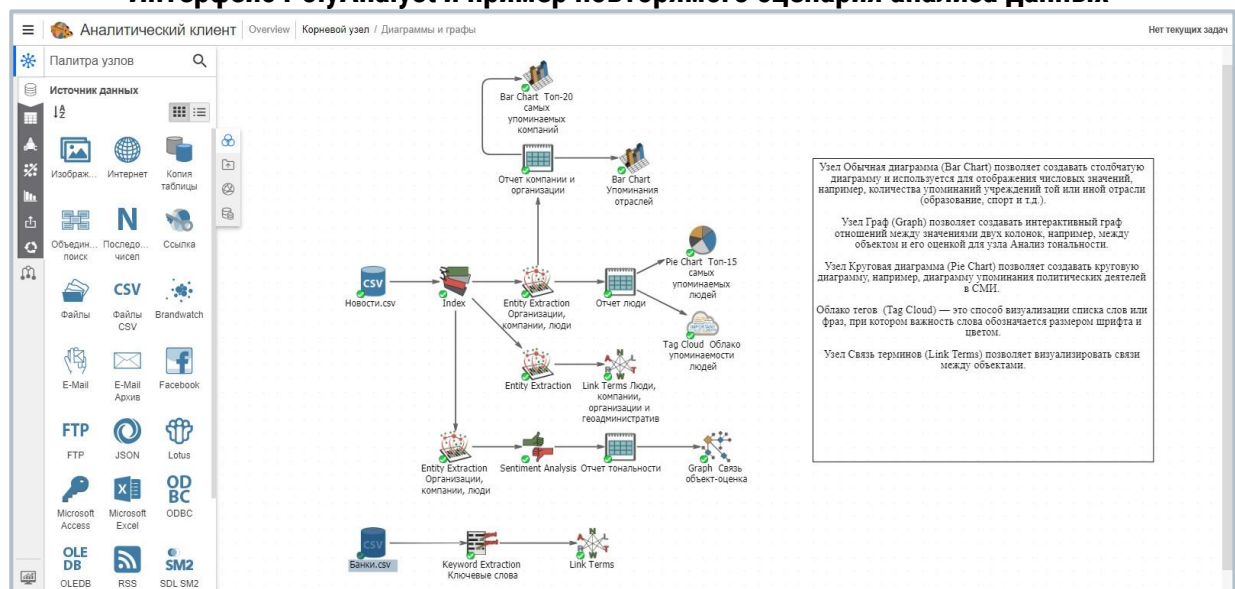 Интерфейс PolyAnalyst и пример повторямого сценария анализа данных
Аналитический клиент Overview Корневой узел / Диаграммы и графы Нет текущих задач
Палитра узлов
Источник данных
Изображ... Интернет Копия
таблицы
Объедин... Последо... Ссылка
поиск чисел
CSV
Файлы Файлы Brandwatch
CSV
E-Mail E-Mail Facebook
Архив
FTP
FTP JSON Lotus
OD
BC
Microsoft Microsoft ODBC
Access Excel
OLE
DB SM2
OLEDB RSS SDL SM2
Bar Chart Топ-20
самых
упоминаемых
компаний
Отчет компании и
организации
Bar Chart
Упоминания
отраслей
Pie Chart Топ-15
самых
упоминаемых
людей
CSV
Новости.csv
Index
Entity Extraction
Организации,
компании, люди
Отчет люди
Tag Cloud Облако
упоминаемости
людей
Entity Extraction
Link Terms Люди,
компании,
организации и
геоадминистратив
Entity Extraction
Организации,
компании, люди
Sentiment Analysis
Отчет тональности
Graph Связь
объект-оценка
CSV
Банки.csv
Keyword Extraction
Ключевые слова
Link Terms
Узел Обычная диаграмма (Bar Chart) позволяет создавать столбчатую
диаграмму и используется для отображения числовых значений,
например, количества упоминаний учреждений той или иной отрасли
(образование, спорт и т.д.).
Узел Граф (Graph) позволяет создавать интерактивный граф
отношений между значениями двух колонок, например, между
объектом и его оценкой для узла Анализ тональности.
Узел Круговая диаграмма (Pie Chart) позволяет создавать круговую
диаграмму, например, диаграмму упоминания политических деятелей
в СМИ.
Облако тегов (Tag Cloud) — это способ визуализации списка слов или
фраз, при котором важность слова обозначается размером шрифта и
цветом.
Узел Связь терминов (Link Terms) позволяет визуализировать связи
между объектами.